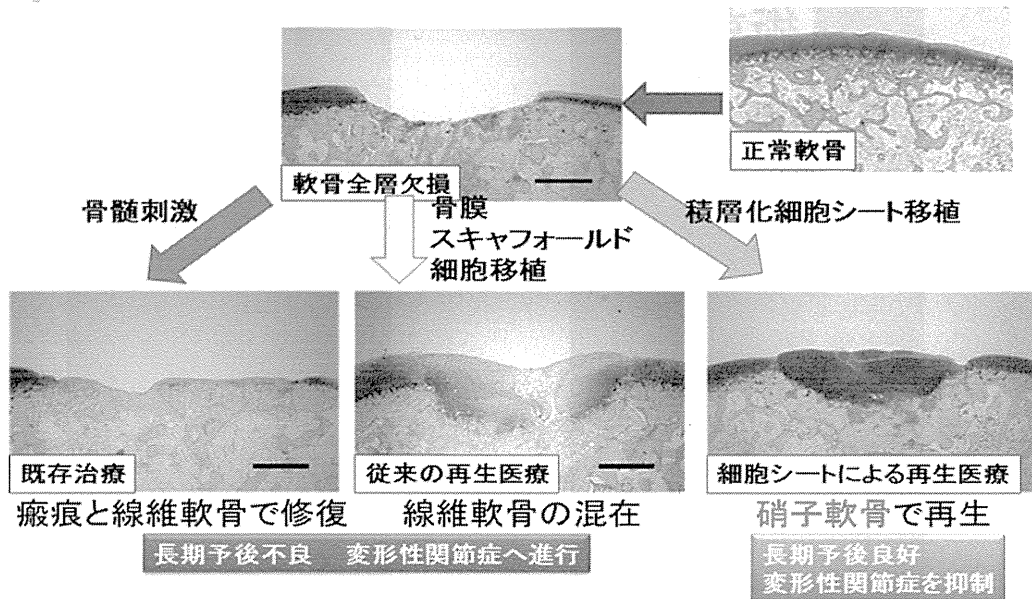 正常軟骨
軟骨全層欠損
骨髄刺激
骨膜
スキャフォールド
細胞移植
積層化細胞シート移植
既存治療
従来の再生医療
細胞シートによる再生医療
瘢痕と線維軟骨で修復
線維軟骨の混在
硝子軟骨で再生
長期予後不良 変形性関節症へ進行
長期予後良好
変形性関節症を抑制